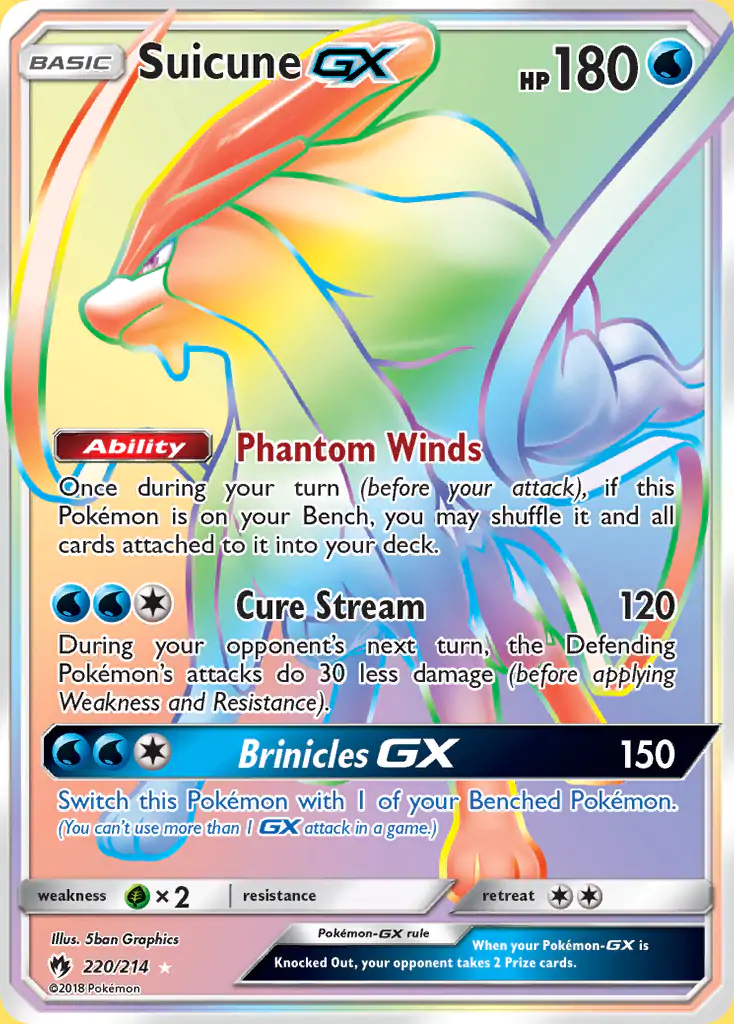 BASIC Suicune GX HP 180
Ability Phantom Winds
Once during your turn (before your attack), if this
Pokémon is on your Bench, you may shuffle it and all
cards attached to it into your deck.
Cure Stream 120
During your opponent's next turn, the Defending
Pokémon's attacks do 30 less damage (before applying
Weakness and Resistance).
Brinicles GX 150
Switch this Pokémon with 1 of your Benched Pokémon.
(You can't use more than 1 GX attack in a game.)
weakness ×2 resistance retreat
Illus. 5ban Graphics
220/214
©2018 Pokémon
Pokémon-GX rule
When your Pokémon-GX is
Knocked Out, your opponent takes 2 Prize cards.